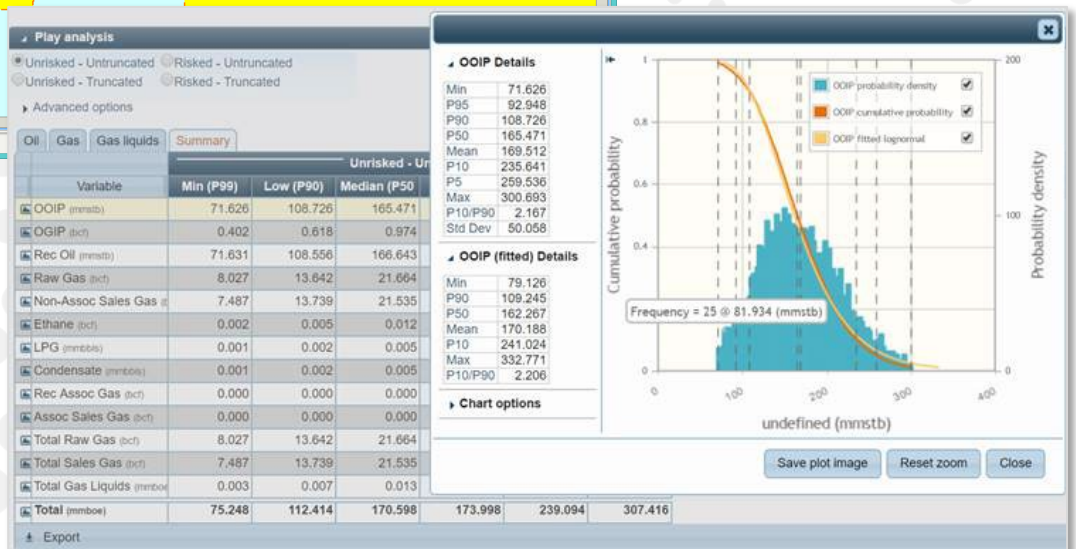 Play analysis
Unrisked - Untruncated Risked - Untruncated
Unrisked - Truncated Risked - Truncated
Advanced options
Oil Gas Gas liquids Summary
Unrisked - Un
Variable Min (P99) Low (P90) Median (P50
OOIP (mmstb) 71.626 108.726 165.471
OGIP (bcf) 0.402 0.618 0.974
Rec Oil (mmstb) 71.631 108.556 166.643
Raw Gas (bcf) 8.027 13.642 21.664
Non-Assoc Sales Gas 7.487 13.739 21.535
Ethane (bcf) 0.002 0.005 0.012
LPG (mmbbls) 0.001 0.002 0.005
Condensate (mmbbls) 0.001 0.002 0.005
Rec Assoc Gas (bcf) 0.000 0.000 0.000
Assoc Sales Gas (bcf) 0.000 0.000 0.000
Total Raw Gas (bcf) 8.027 13.642 21.664
Total Sales Gas (bcf) 7.487 13.739 21.535
Total Gas Liquids (mmboe 0.003 0.007 0.013
Total (mmboe) 75.248 112.414 170.598 173.998 239.094 307.416
Export
OOIP Details
Min 71.626
P95 92.948
P90 108.726
P50 165.471
Mean 169.512
P10 235.641
P5 259.536
Max 300.693
P10/P90 2.167
Std Dev 50.058
OOIP (fitted) Details
Min 79.126
P90 109.245
P50 162.267
Mean 170.188
P10 241.024
Max 332.771
P10/P90 2.206
Chart options
Cumulative probability
1
0.8
0.6
0.4
0
OOIP probability density
OOIP cumulative probability
OOIP fitted lognormal
Frequency = 25 @ 81.934 (mmstb)
200
100
0
Probability density
0 100 200 300 400
undefined (mmstb)
Save plot image Reset zoom Close